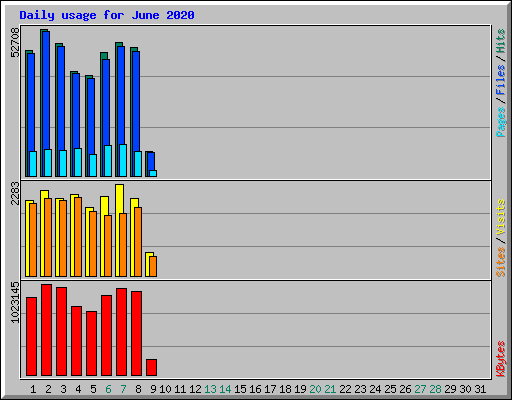 Daily usage for June 2020
52708
Pages / Files / Hits
2283
Sites / Visits
1023145
KBytes
1 2 3 4 5 6 7 8 9 10 11 12 13 14 15 16 17 18 19 20 21 22 23 24 25 26 27 28 29 30 31